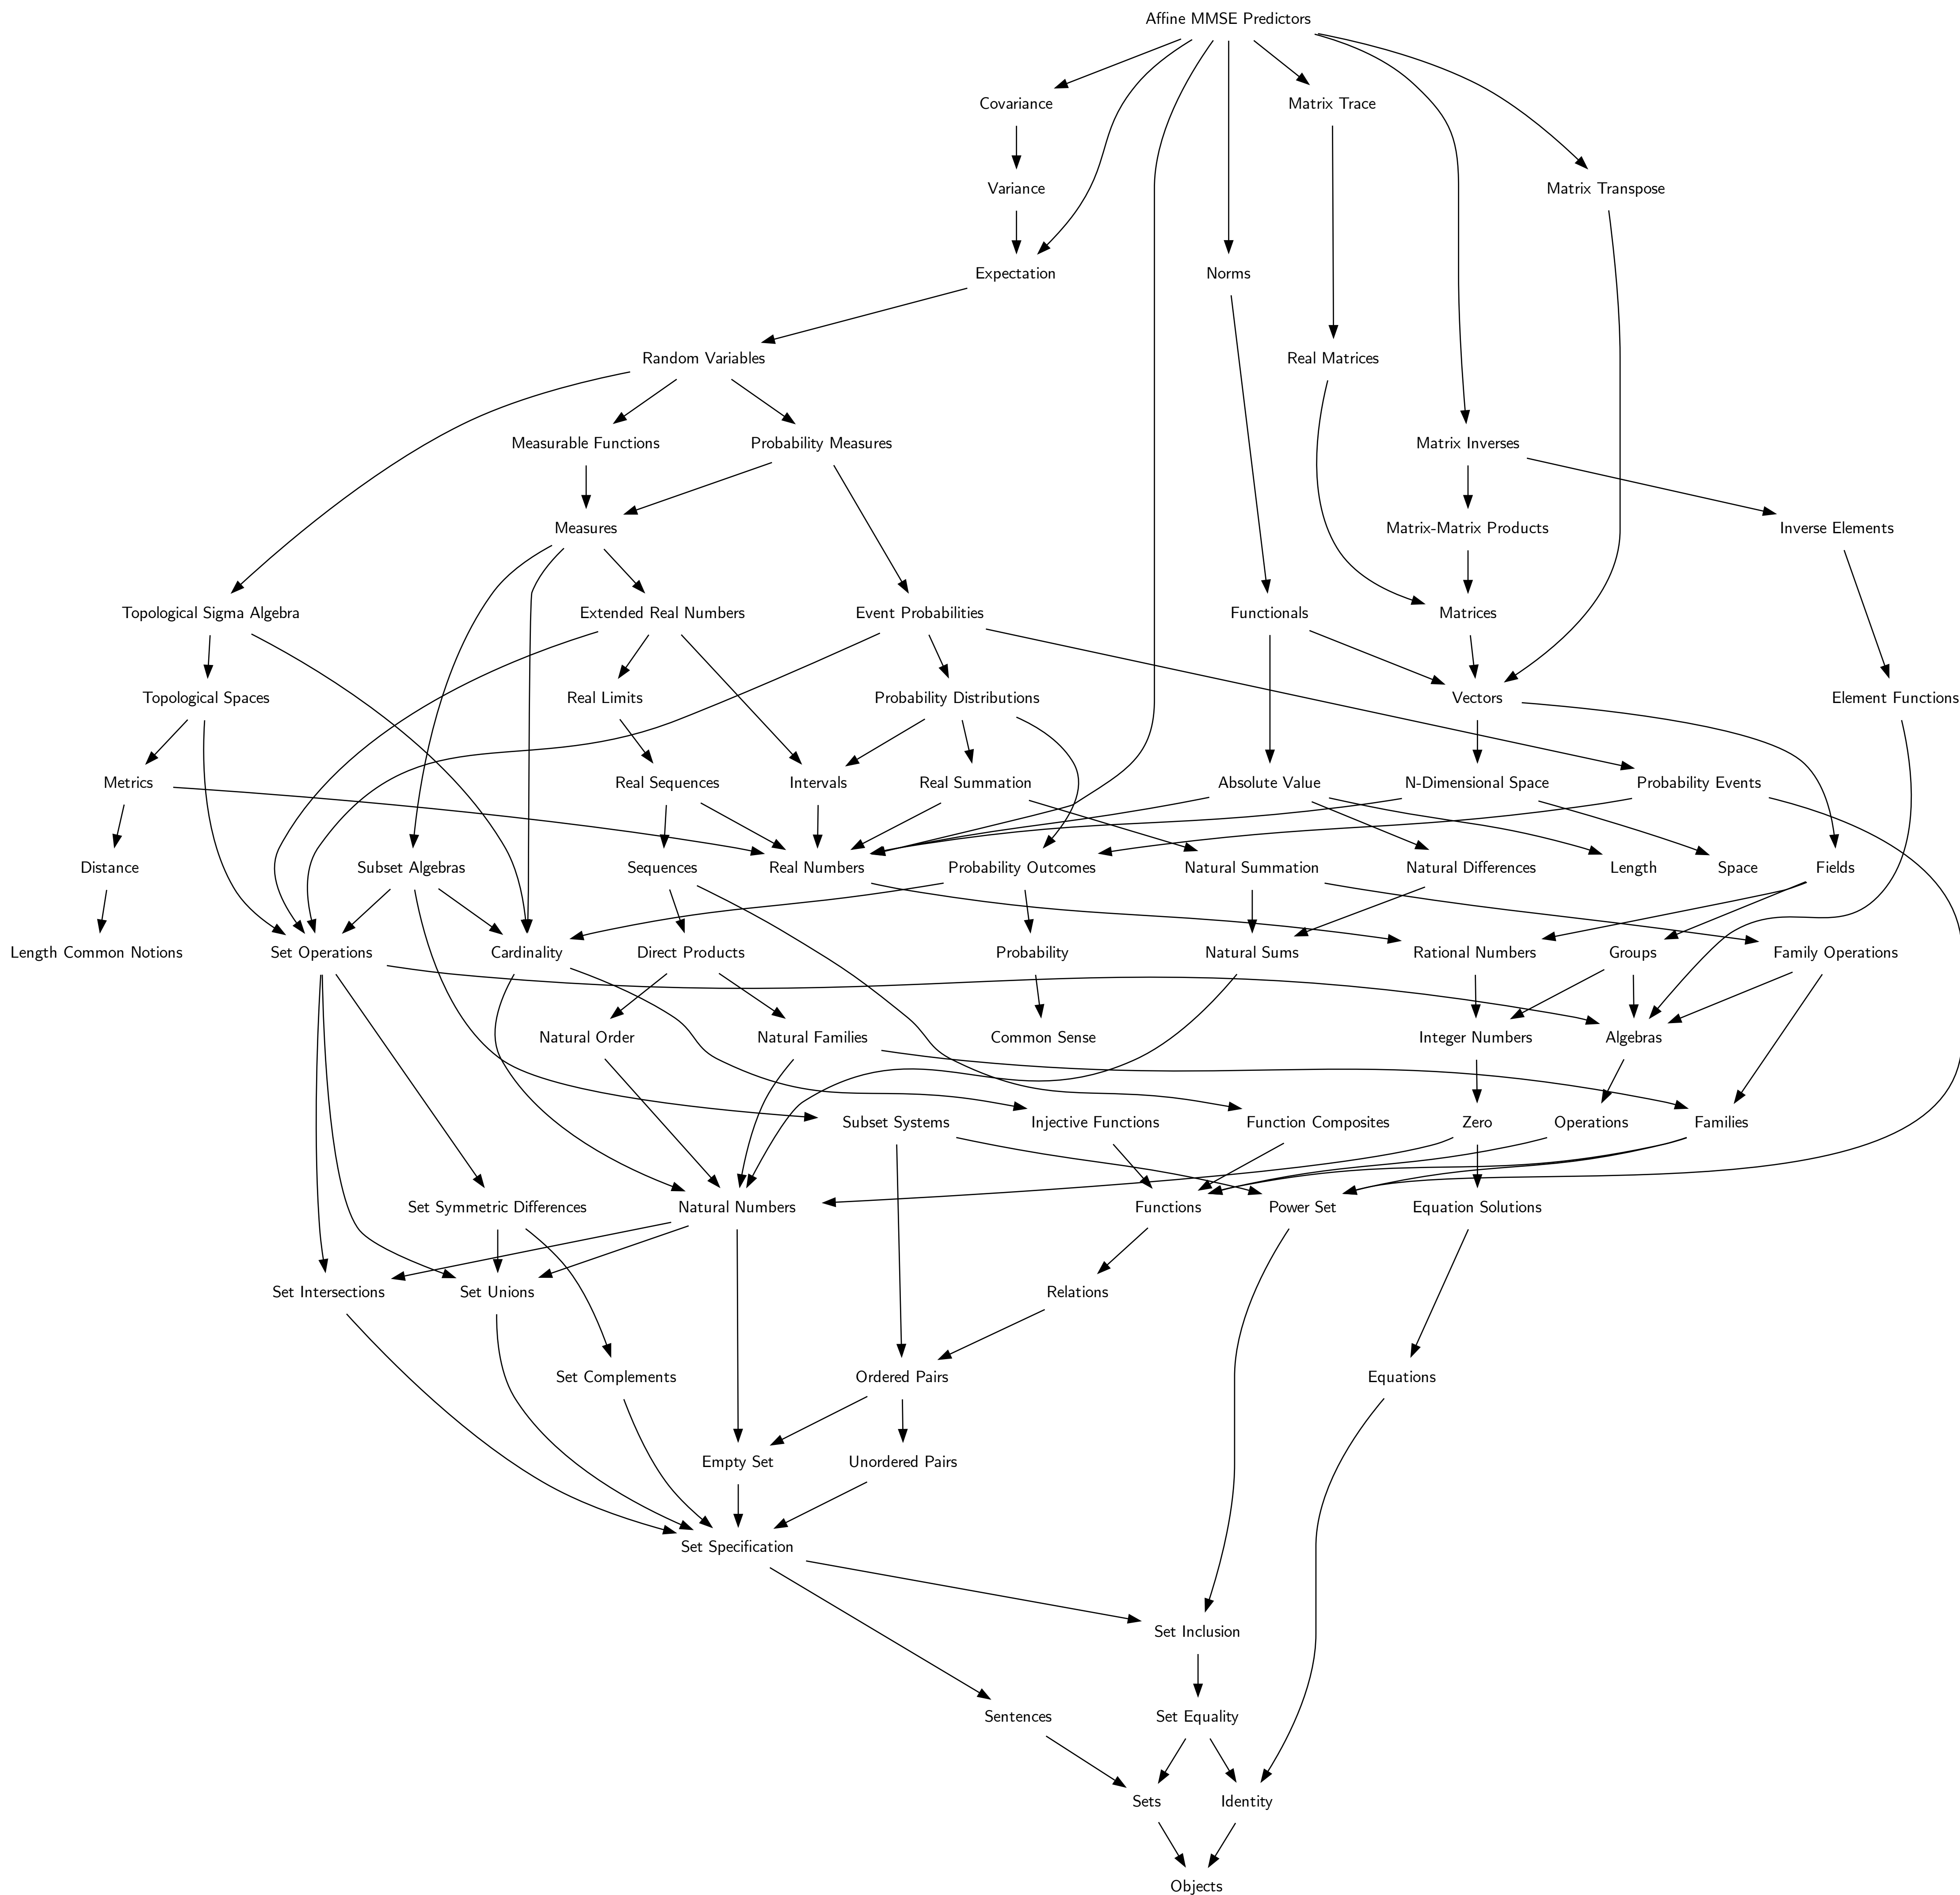 Affine MMSE Predictors
Covariance
Matrix Trace
Variance
Matrix Transpose
Expectation
Norms
Random Variables
Real Matrices
Measurable Functions
Probability Measures
Matrix Inverses
Measures
Matrix-Matrix Products
Inverse Elements
Topological Sigma Algebra
Extended Real Numbers
Event Probabilities
Functionals
Matrices
Topological Spaces
Real Limits
Probability Distributions
Vectors
Element Functions
Metrics
Real Sequences
Intervals
Real Summation
Absolute Value
N-Dimensional Space
Probability Events
Distance
Subset Algebras
Sequences
Real Numbers
Probability Outcomes
Natural Summation
Natural Differences
Length
Space
Fields
Length Common Notions
Set Operations
Cardinality
Direct Products
Probability
Natural Sums
Rational Numbers
Groups
Family Operations
Natural Order
Natural Families
Common Sense
Integer Numbers
Algebras
Subset Systems
Injective Functions
Function Composites
Zero
Operations
Families
Set Symmetric Differences
Natural Numbers
Functions
Power Set
Equation Solutions
Set Intersections
Set Unions
Relations
Set Complements
Ordered Pairs
Equations
Empty Set
Unordered Pairs
Set Specification
Set Inclusion
Sentences
Set Equality
Sets
Identity
Objects